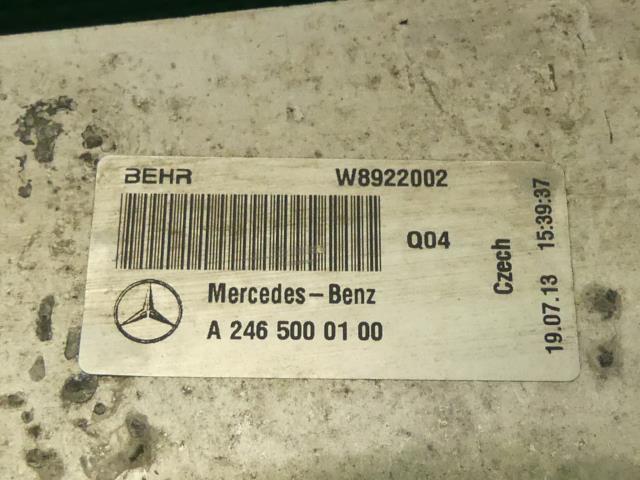 BEHR W8922002
Q04
Mercedes-Benz
A 246 500 01 00
Czech
19.07.13 15:39:37